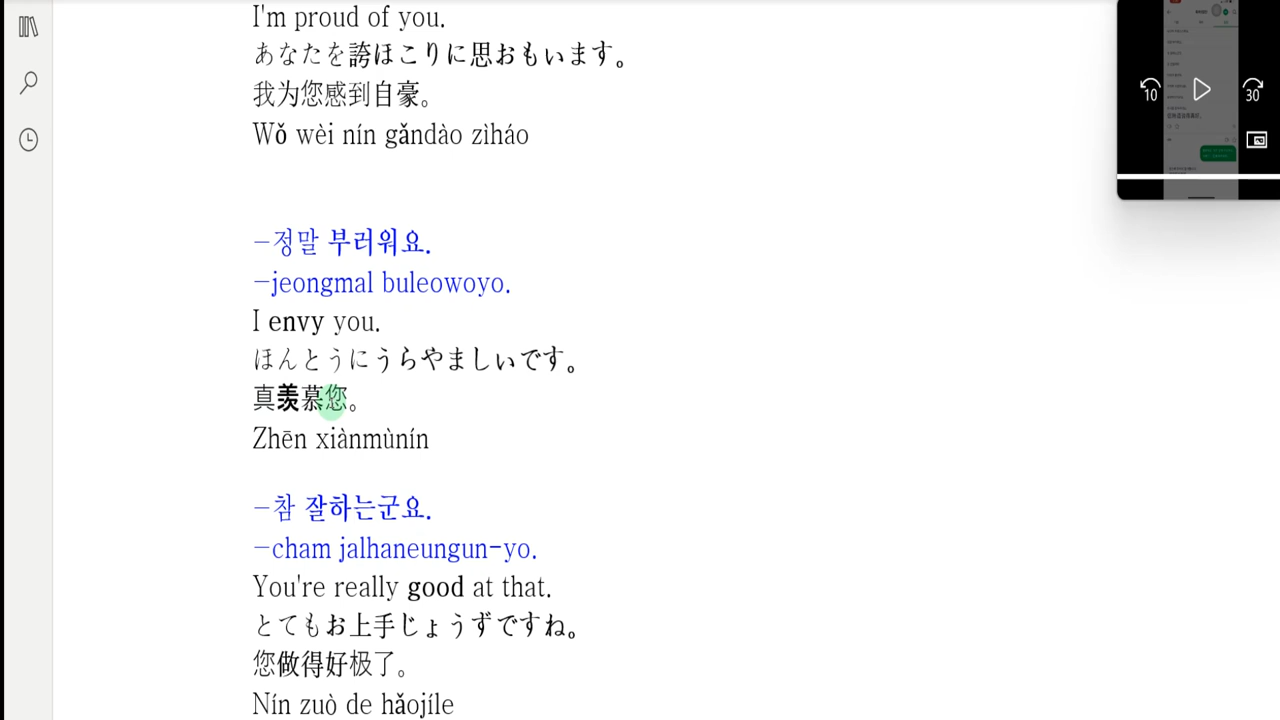 I'm proud of you.
あなたを誇ほこりに思おもいます。
我为您感到自豪。
Wǒ wèi nín gǎndào zìháo
–정말 부러워요.
–jeongmal buleowoyo.
I envy you.
ほんとうにうらやましぃです。
真羡慕您。
Zhēn xiànmùnín
–참 잘하는군요.
–cham jalhaneungun-yo.
You're really good at that.
とてもお上手じょうずですね。
您做得好极了。
Nín zuò de hǎojíle
10
30